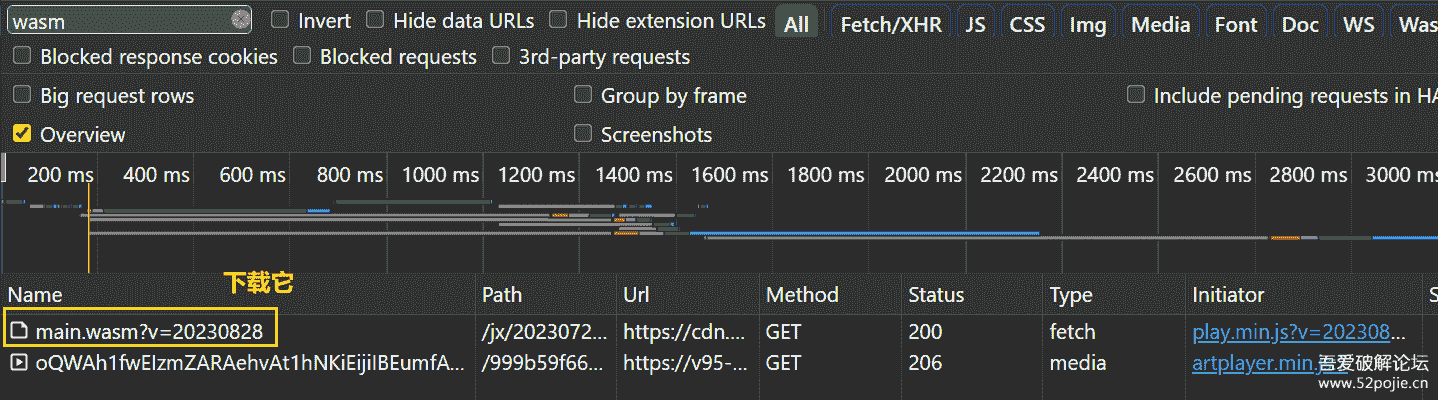 wasm Invert Hide data URLs Hide extension URLs All Fetch/XHR JS CSS Img Media Font Doc WS Was
Blocked response cookies Blocked requests 3rd-party requests
Big request rows Group by frame Include pending requests in HA
Overview Screenshots
200 ms 400 ms 600 ms 800 ms 1000 ms 1200 ms 1400 ms 1600 ms 1800 ms 2000 ms 2200 ms 2400 ms 2600 ms 2800 ms 3000 ms
下载它
Name Path Url Method Status Type Initiator S
main.wasm?v=20230828 /jx/2023072... https://cdn.... GET 200 fetch play.min.js?v=202308...
oQWAh1fwEIzmZARAehvAt1hNKiEijiIBEumfA... /999b59f66... https://v95-... GET 206 media artplayer.min.js...
吾爱破解论坛
www.52pojie.cn